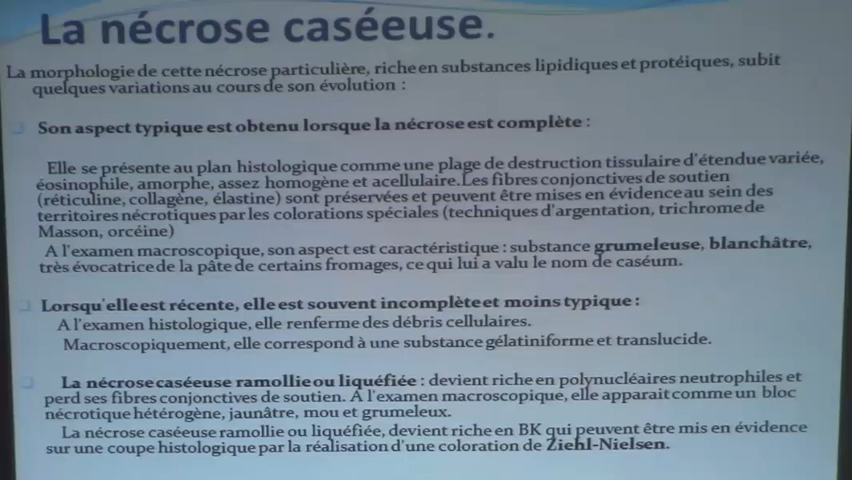 La nécrose caséeuse.
La morphologie de cette nécrose particulière, riche en substances lipidiques et protéiques, subit
quelques variations au cours de son évolution :
Son aspect typique est obtenu lorsque la nécrose est complète :
Elle se présente au plan histologique comme une plage de destruction tissulaire d'étendue variée,
éosinophile, amorphe, assez homogène et acellulaire.Les fibres conjonctives de soutien
(réticuline, collagène, élastine) sont préservées et peuvent être mises en évidence au sein des
territoires nécrotiques par les colorations spéciales (techniques d'argentation, trichrome de
Masson, orcéine)
A l'examen macroscopique, son aspect est caractéristique : substance grumeleuse, blanchâtre,
très évocatrice de la pâte de certains fromages, ce qui lui a valu le nom de caséum.
Lorsqu'elle est récente, elle est souvent incomplète et moins typique :
A l'examen histologique, elle renferme des débris cellulaires.
Macroscopiquement, elle correspond à une substance gélatiniforme et translucide.
La nécrose caséeuse ramollie ou liquéfiée : devient riche en polynucléaires neutrophiles et
perd ses fibres conjonctives de soutien. A l'examen macroscopique, elle apparait comme un bloc
nécrotique hétérogène, jaunâtre, mou et grumeleux.
La nécrose caséeuse ramollie ou liquéfiée, devient riche en BK qui peuvent être mis en évidence
sur une coupe histologique par la réalisation d'une coloration de Ziehl-Nielsen.